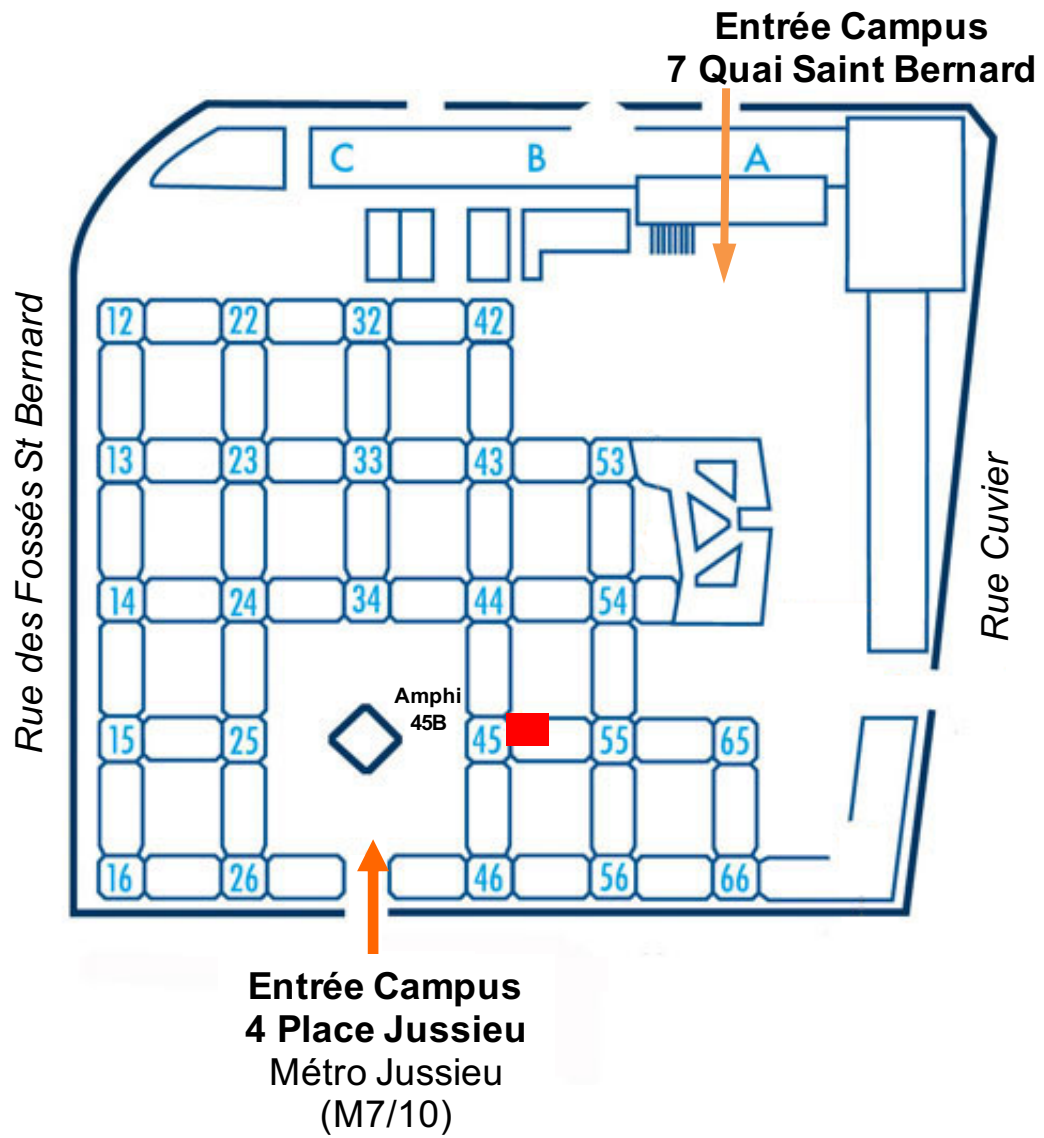 Entrée Campus
7 Quai Saint Bernard
C B A
Rue des Fossés St Bernard
12 22 32 42
13 23 33 43 53
Rue Cuvier
14 24 34 44 54
Amphi
45B
15 25 45 55 65
16 26 46 56 66
Entrée Campus
4 Place Jussieu
Métro Jussieu
(M7/10)